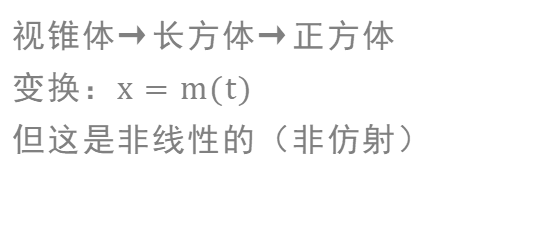 视锥体→长方体→正方体
变换：x = m(t)
但这是非线性的（非仿射）